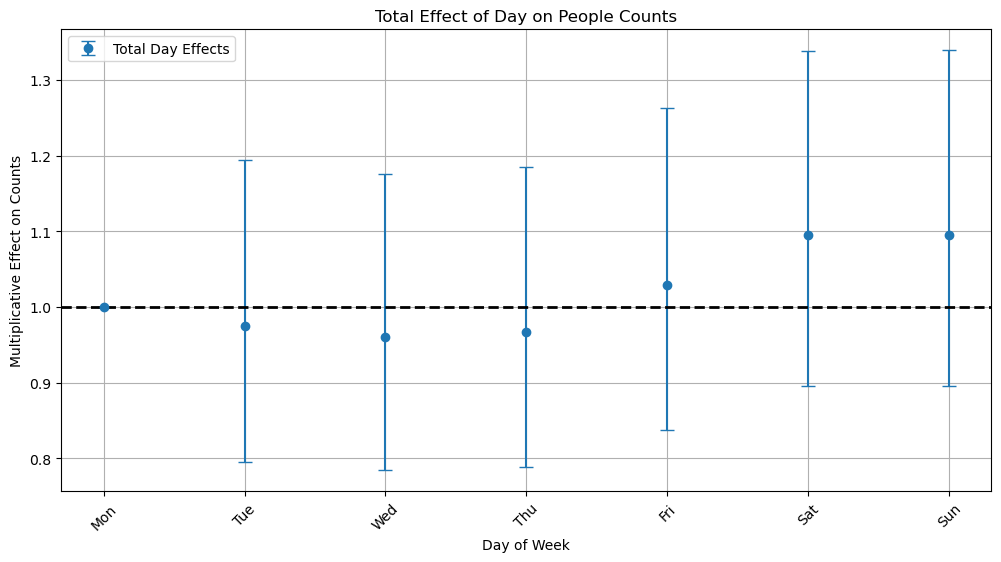 Total Effect of Day on People Counts
Total Day Effects
Multiplicative Effect on Counts
1.3
1.2
1.1
1.0
0.9
0.8
Mon
Tue
Wed
Thu
Fri
Sat
Sun
Day of Week